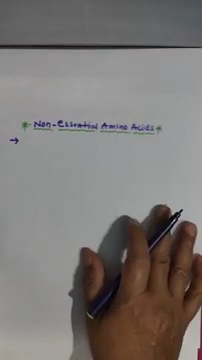 * Non-Essential Amino Acids *
→